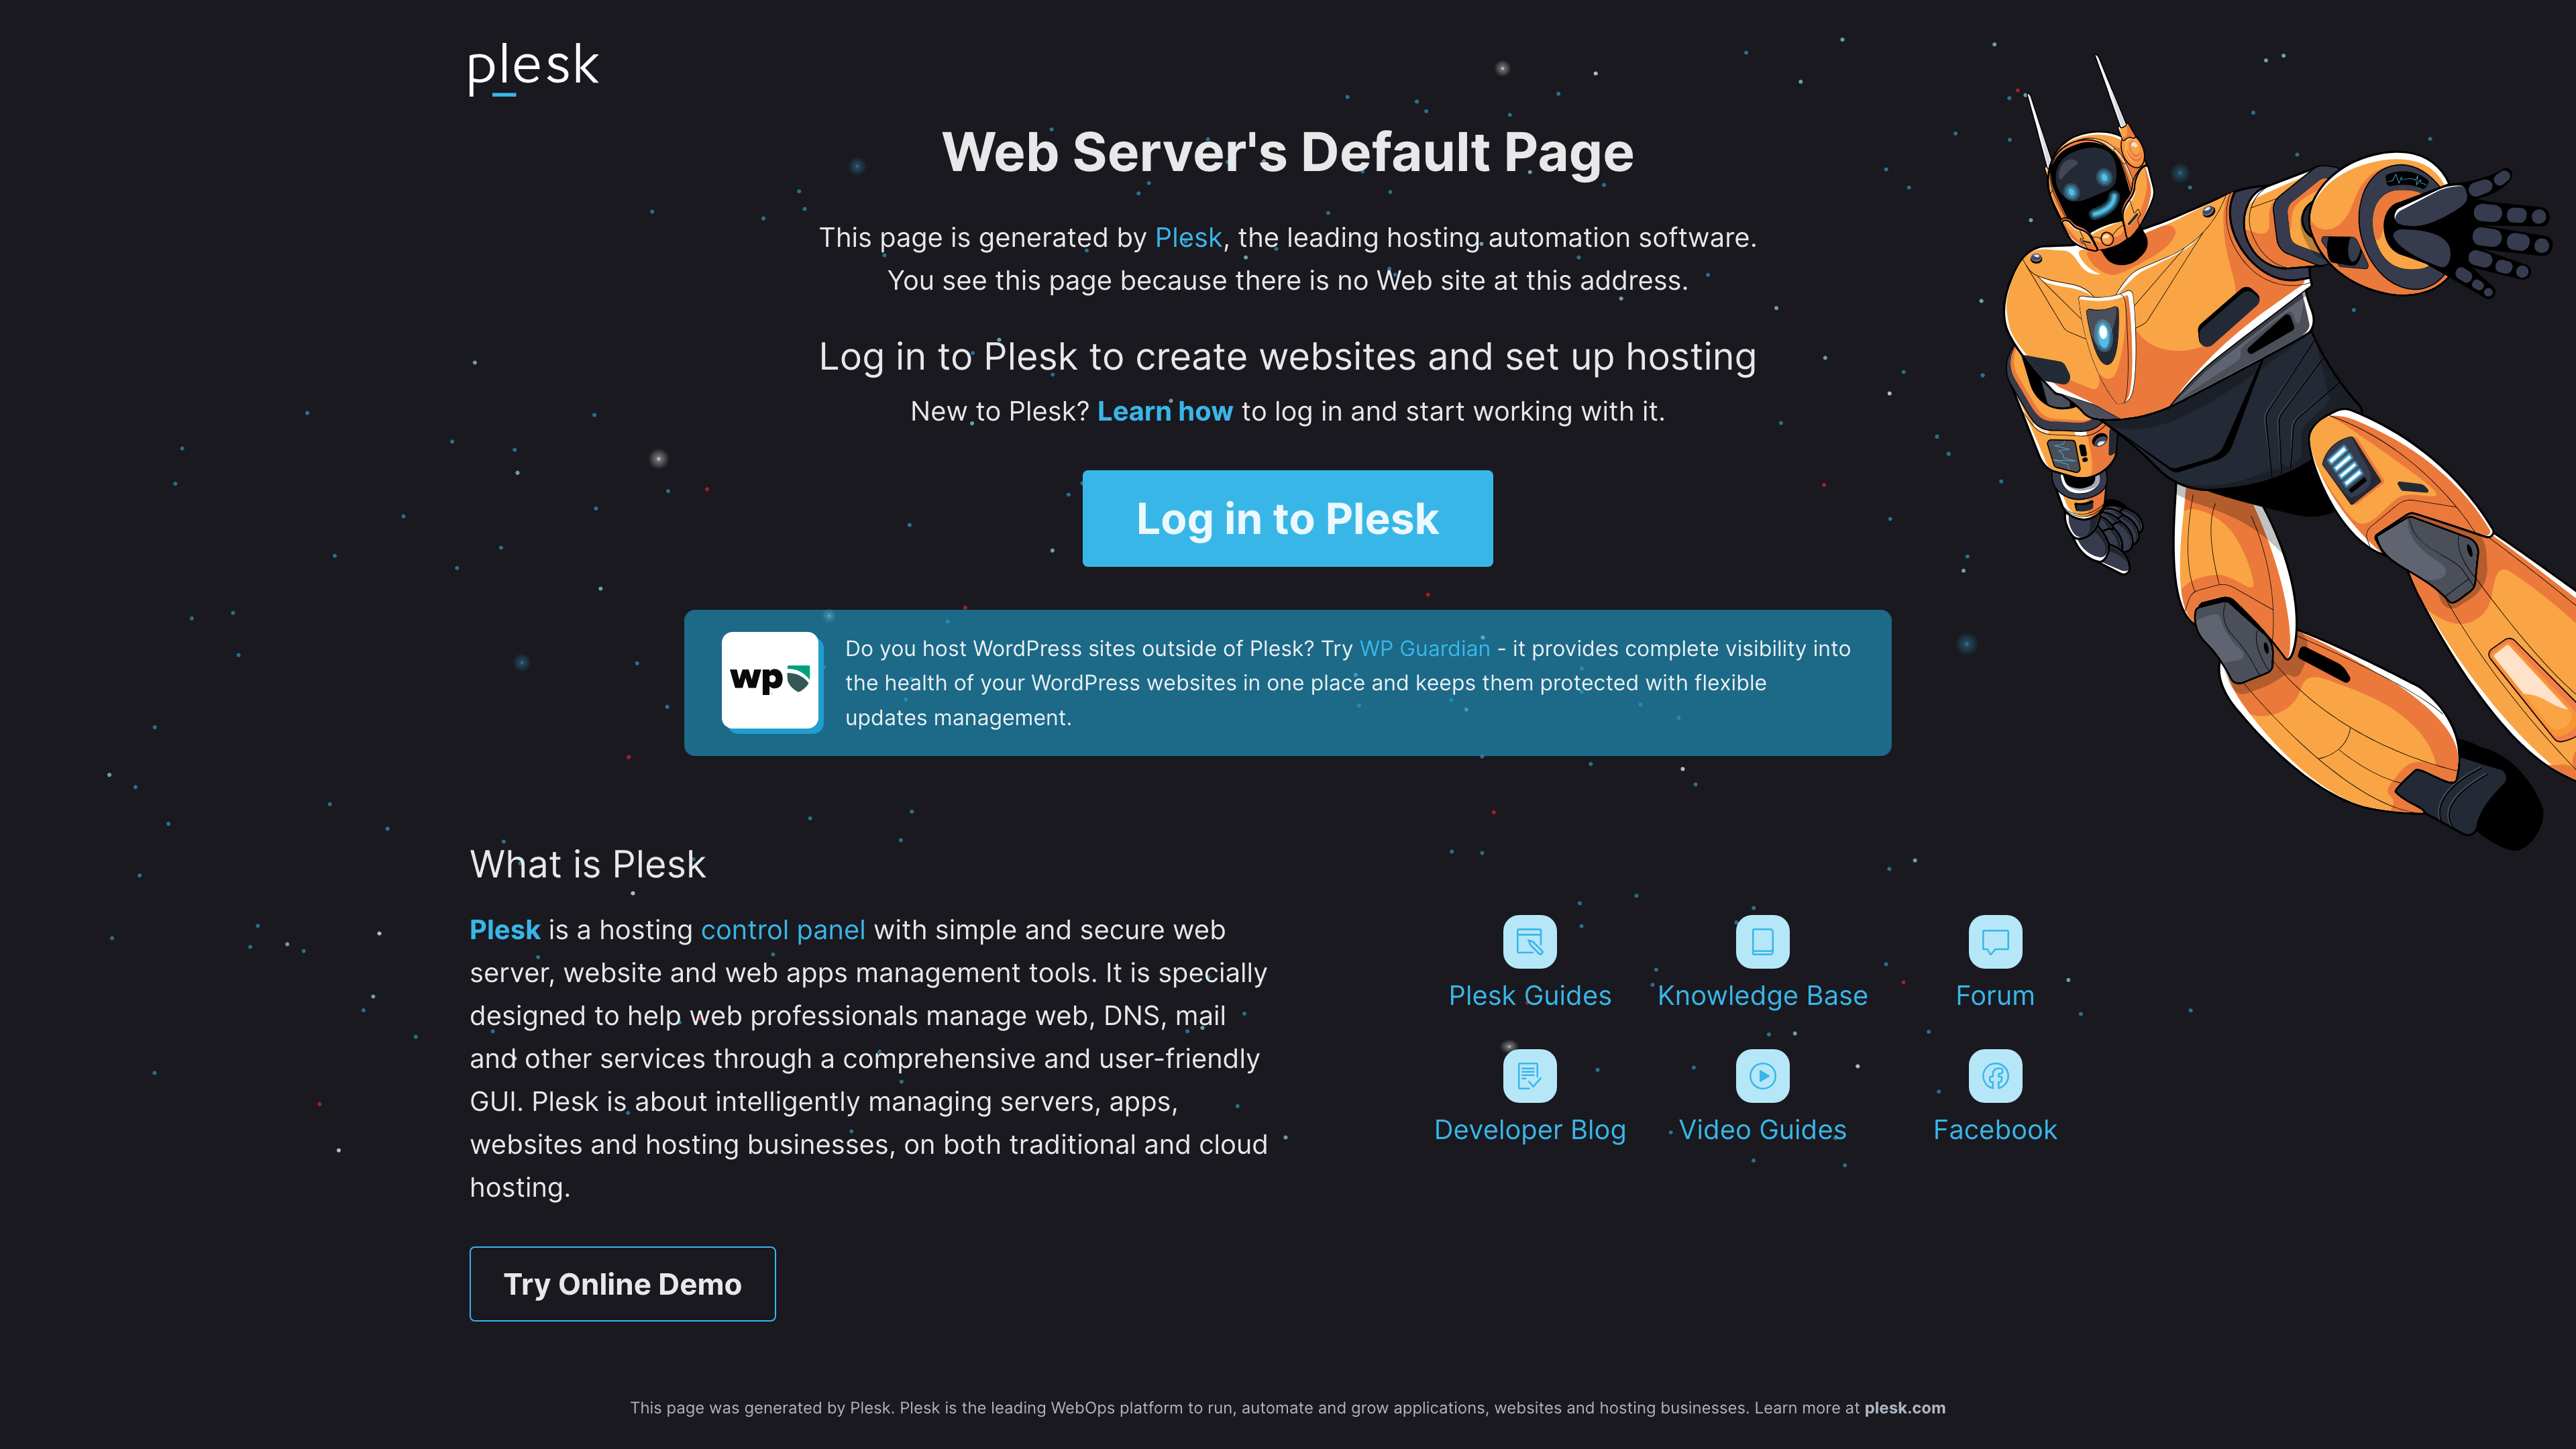 plesk
Web Server's Default Page
This page is generated by Plesk, the leading hosting automation software.
You see this page because there is no Web site at this address.
Log in to Plesk to create websites and set up hosting
New to Plesk? Learn how to log in and start working with it.
Log in to Plesk
wp
Do you host WordPress sites outside of Plesk? Try WP Guardian - it provides complete visibility into
the health of your WordPress websites in one place and keeps them protected with flexible
updates management.
What is Plesk
Plesk is a hosting control panel with simple and secure web
server, website and web apps management tools. It is specially
designed to help web professionals manage web, DNS, mail
and other services through a comprehensive and user-friendly
GUI. Plesk is about intelligently managing servers, apps,
websites and hosting businesses, on both traditional and cloud
hosting.
Try Online Demo
Plesk Guides
Knowledge Base
Forum
Developer Blog
Video Guides
Facebook
This page was generated by Plesk. Plesk is the leading WebOps platform to run, automate and grow applications, websites and hosting businesses. Learn more at plesk.com